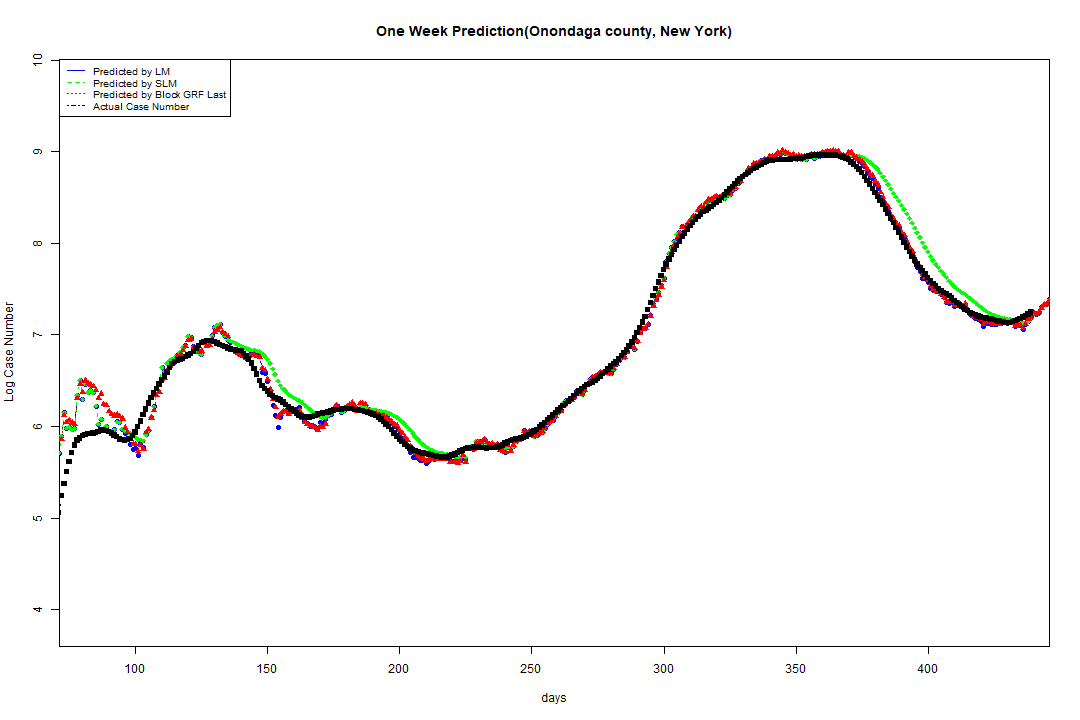 One Week Prediction(Onondaga county, New York)
Predicted by LM
Predicted by SLM
Predicted by Block GRF Last
Actual Case Number
Log Case Number
10
9
8
7
6
5
4
100 150 200 250 300 350 400
days